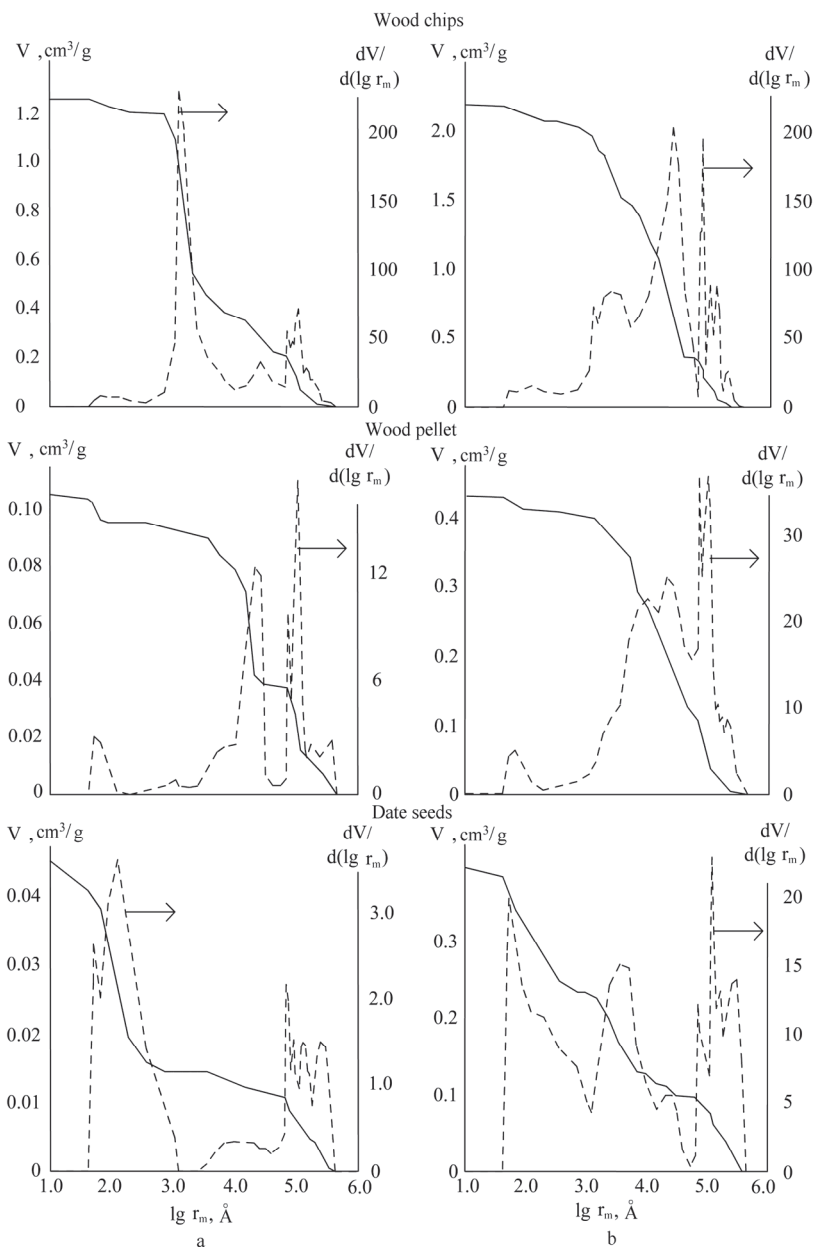 Wood chips
V , cm³/g
dV/
d(lg rₘ)
V , cm³/g
dV/
d(lg rₘ)
1.2
1.0
0.8
0.6
0.4
0.2
0
200
150
100
50
0
2.0
1.5
1.0
0.5
0
200
150
100
50
0
Wood pellet
V , cm³/g
dV/
d(lg rₘ)
V , cm³/g
dV/
d(lg rₘ)
0.10
0.08
0.06
0.04
0.02
0
12
6
0
0.4
0.3
0.2
0.1
0
30
20
10
0
Date seeds
V , cm³/g
dV/
d(lg rₘ)
V , cm³/g
dV/
d(lg rₘ)
0.04
0.03
0.02
0.01
0
3.0
2.0
1.0
0
0.3
0.2
0.1
0
20
15
10
5
0
1.0 2.0 3.0 4.0 5.0 6.0
1.0 2.0 3.0 4.0 5.0 6.0
lg rₘ, Å
lg rₘ, Å
a
b